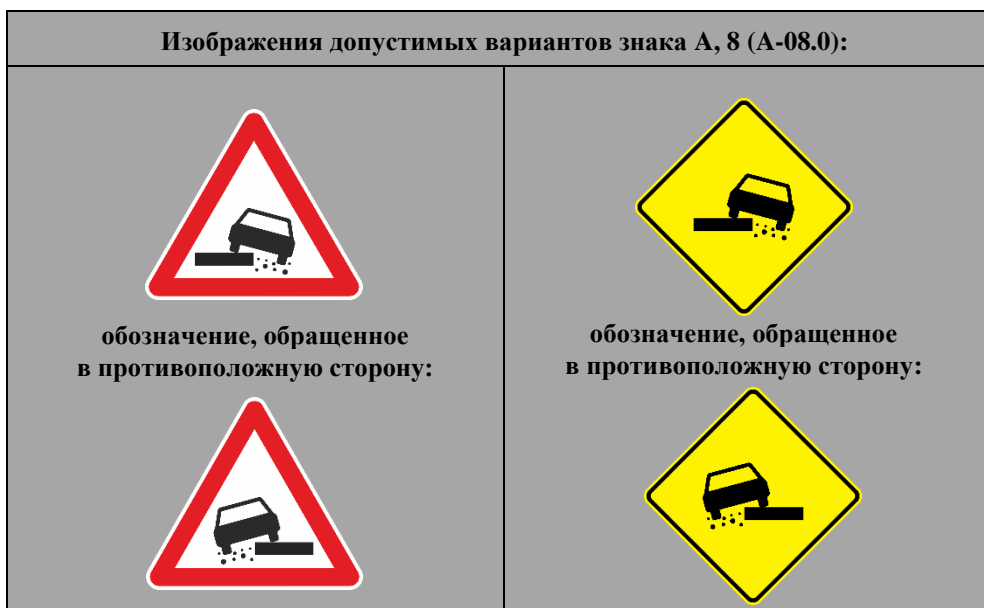 Изображения допустимых вариантов знака A, 8 (A-08.0):
обозначение, обращенное
в противоположную сторону:
обозначение, обращенное
в противоположную сторону: